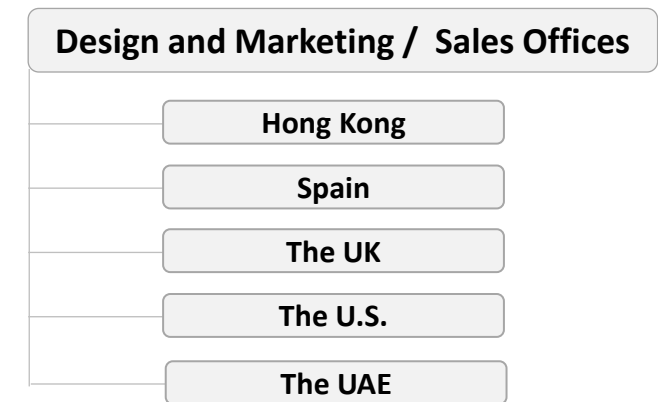 Design and Marketing / Sales Offices
Hong Kong
Spain
The UK
The U.S.
The UAE